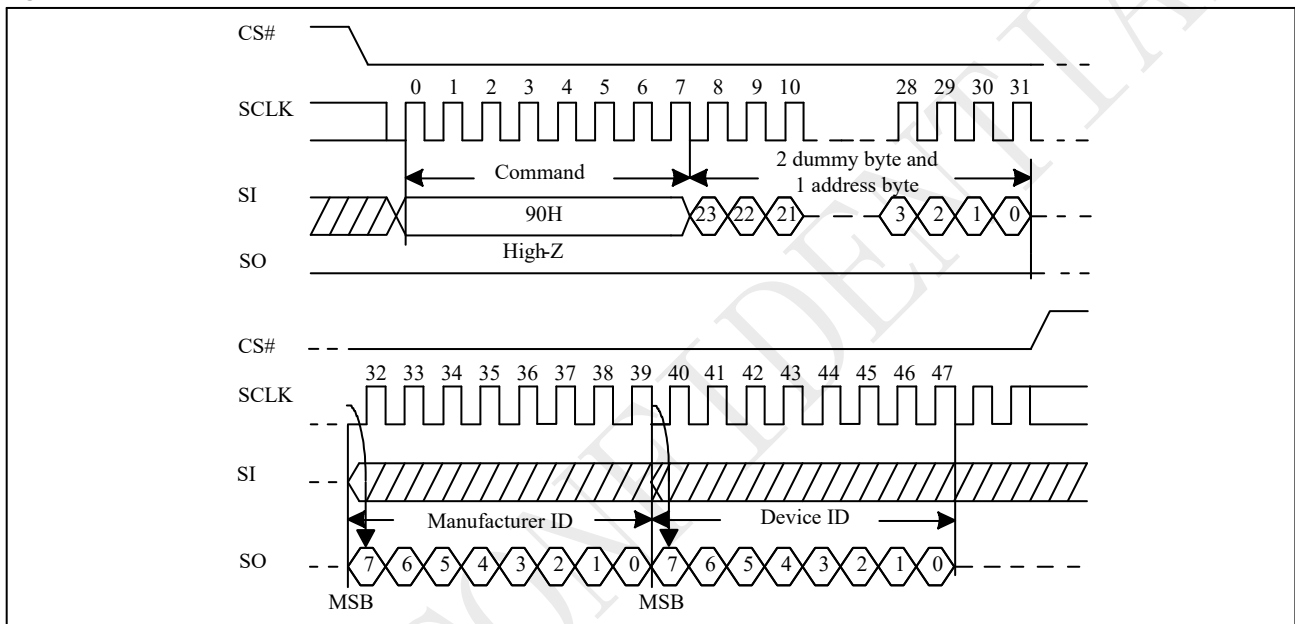 CS#
0 1 2 3 4 5 6 7 8 9 10 28 29 30 31
SCLK
Command
2 dummy byte and
1 address byte
SI
90H
23 22 21 3 2 1 0
High-Z
SO
CS#
32 33 34 35 36 37 38 39 40 41 42 43 44 45 46 47
SCLK
SI
Manufacturer ID
Device ID
SO
7 6 5 4 3 2 1 0 7 6 5 4 3 2 1 0
MSB MSB
CONFIDENTIAL